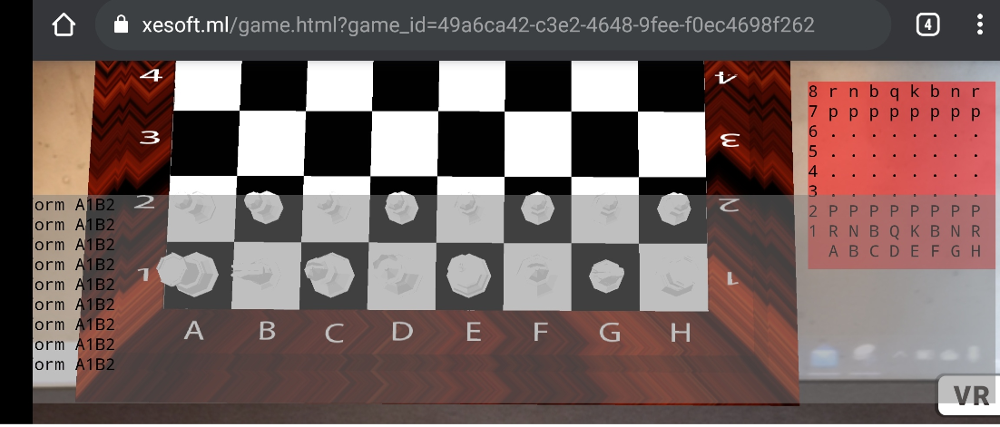 xesoft.ml/game.html?game_id=49a6ca42-c3e2-4648-9fee-f0ec4698f262
4
4 4
3 3
2 2
1 1
A B C D E F G H
orm A1B2
orm A1B2
orm A1B2
orm A1B2
orm A1B2
orm A1B2
orm A1B2
orm A1B2
orm A1B2
8 r n b q k b n r
7 p p p p p p p p
6 . . . . . . . .
5 . . . . . . . .
4 . . . . . . . .
3 . . . . . . . .
2 P P P P P P P P
1 R N B Q K B N R
A B C D E F G H
VR